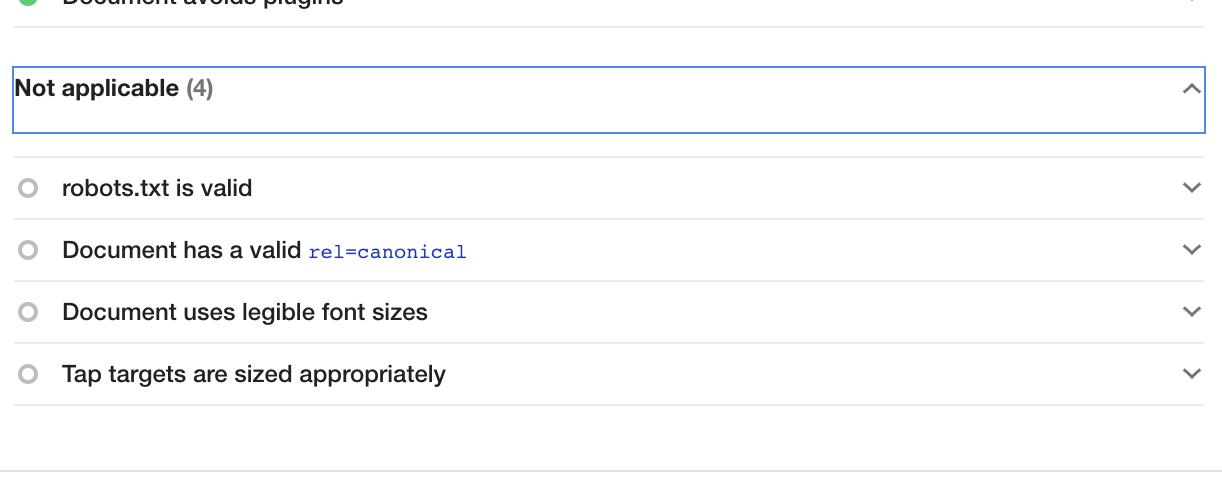 Document avoids plugins
Not applicable (4)
robots.txt is valid
Document has a valid rel=canonical
Document uses legible font sizes
Tap targets are sized appropriately